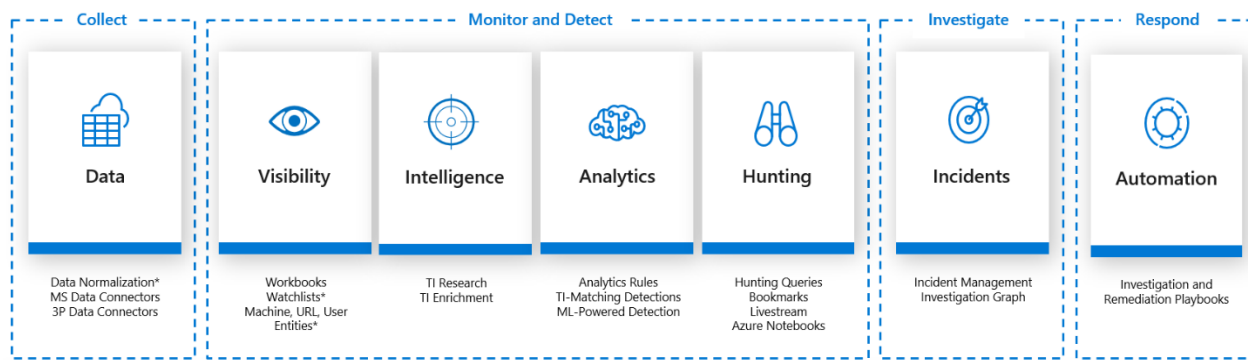 Collect
Monitor and Detect
Investigate
Respond
Data
Visibility
Intelligence
Analytics
Hunting
Incidents
Automation
Data Normalization*
MS Data Connectors
3P Data Connectors
Workbooks
Watchlists*
Machine, URL, User
Entities*
TI Research
TI Enrichment
Analytics Rules
TI-Matching Detections
ML-Powered Detection
Hunting Queries
Bookmarks
Livestream
Azure Notebooks
Incident Management
Investigation Graph
Investigation and
Remediation Playbooks